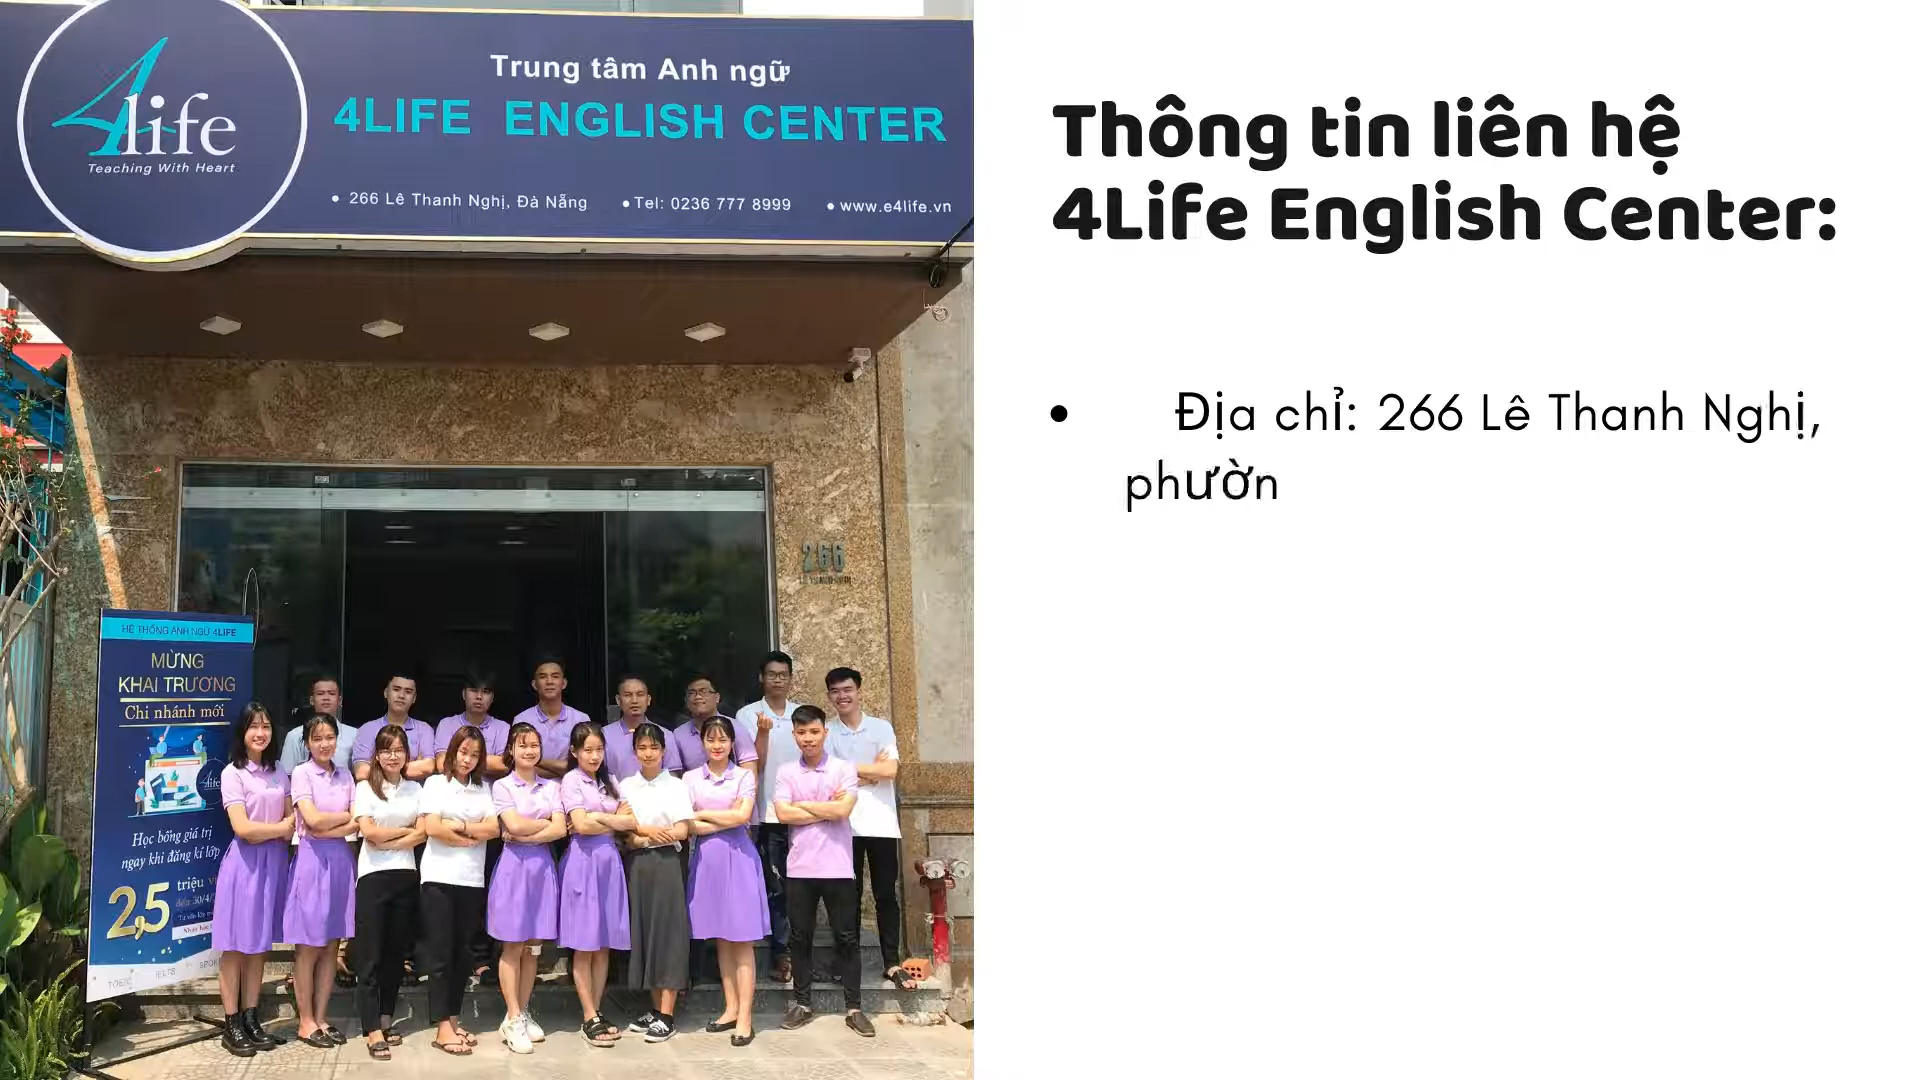 4life
Teaching With Heart
Trung tâm Anh ngữ
4LIFE ENGLISH CENTER
• 266 Lê Thanh Nghị, Đà Nẵng • Tel: 0236 777 8999 • www.e4life.vn
266
HỆ THỐNG ANH NGỮ 4LIFE
MỪNG
KHAI TRƯƠNG
Chi nhánh mới
4life
Học bổng giá trị
ngay khi đăng kí lớp
2,5 triệu
TOEIC IELTS
Thông tin liên hệ
4Life English Center:
• Địa chỉ: 266 Lê Thanh Nghị,
phườn